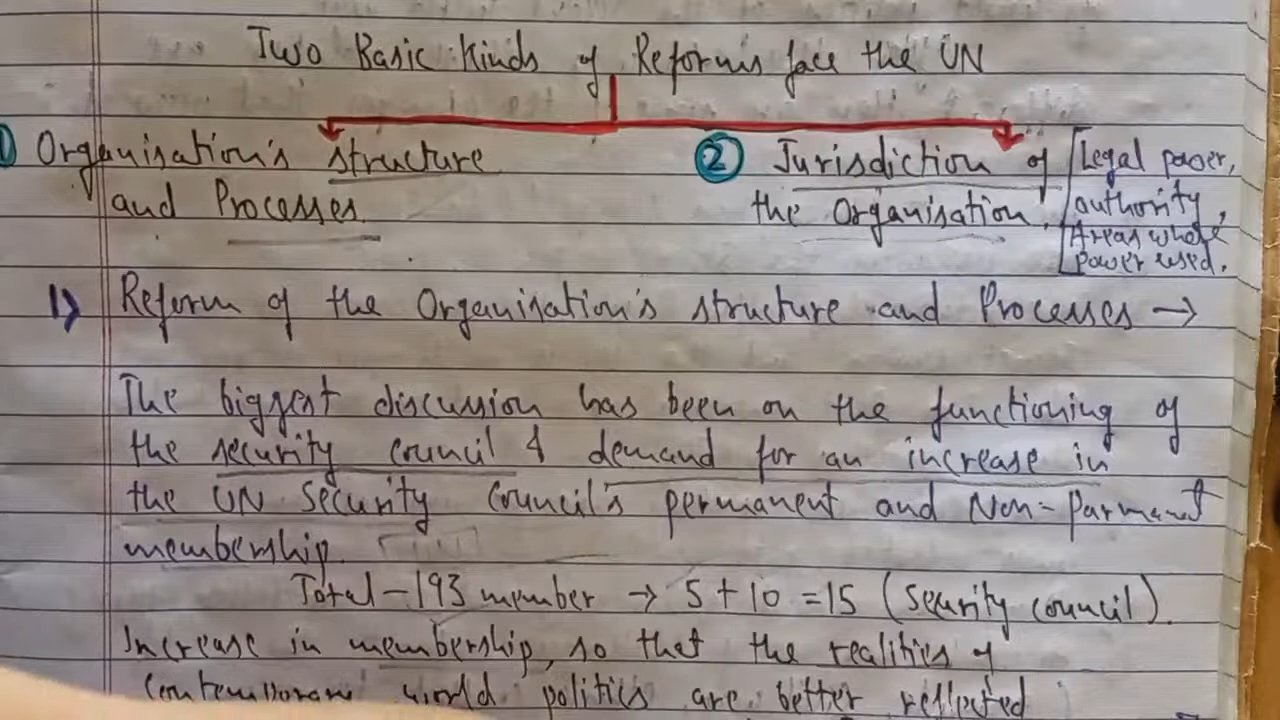 Two Basic Kinds of Reforms face the UN
1 Organisation's structure and Processes.
2 Jurisdiction of the Organisation.
Legal power, authority, Areas where power used.
1) Reform of the Organisation's structure and Processes →
The biggest discussion has been on the functioning of
the security council & demand for an increase in
the UN Security Council's permanent and Non-Parmanent
membership.
Total - 193 member → 5 + 10 = 15 (Security council).
Increase in membership, so that the realities of
contemporary world politics are better reflected